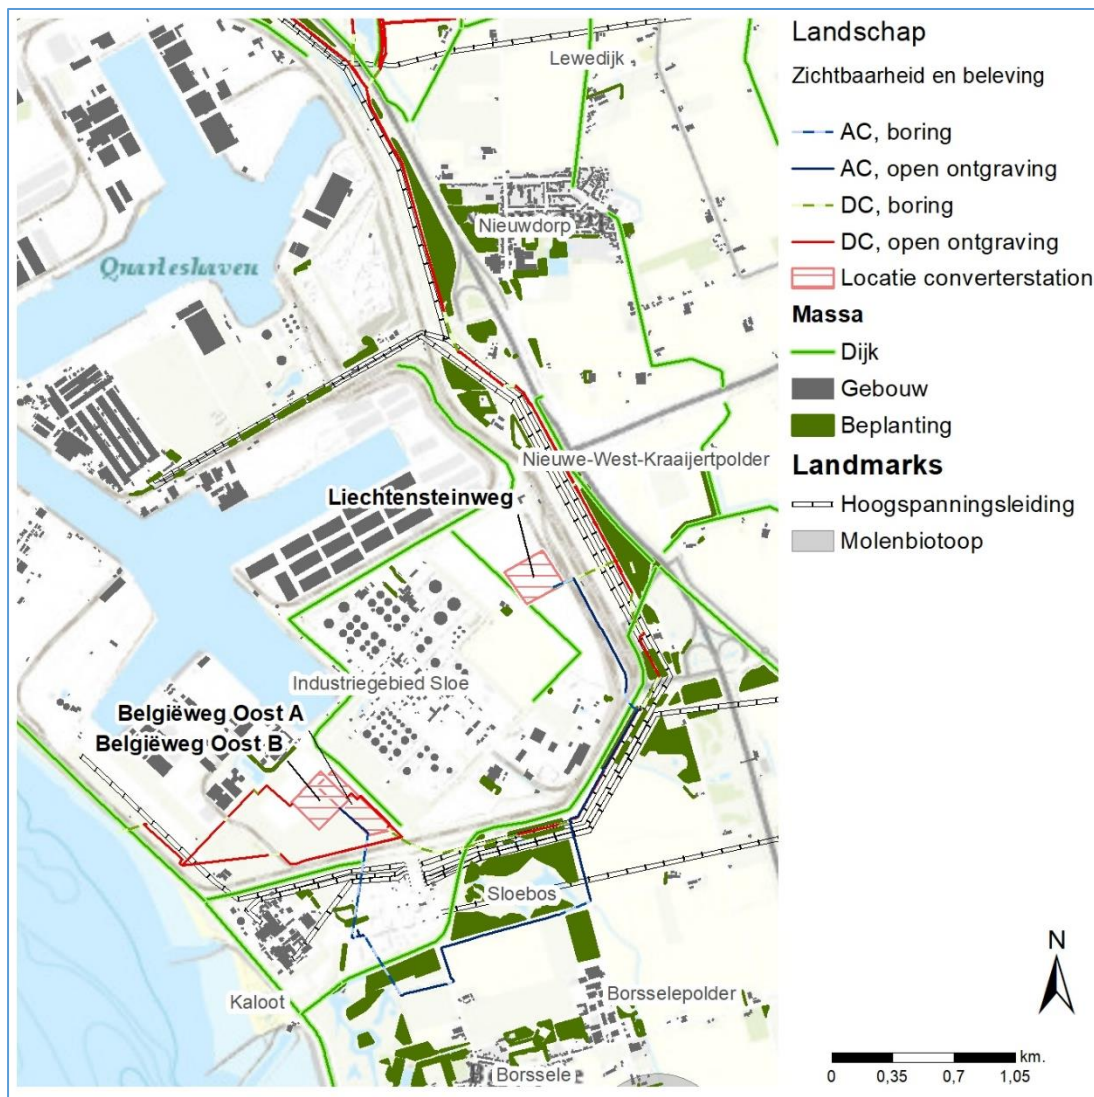 Landschap
Zichtbaarheid en beleving
AC, boring
AC, open ontgraving
DC, boring
DC, open ontgraving
Locatie converterstation
Massa
Dijk
Gebouw
Beplanting
Landmarks
Hoogspanningsleiding
Molenbiotoop
Lewedijk
Nieuwdorp
Quarleshaven
Nieuwe-West-Kraaijertpolder
Liechtensteinweg
Industriegebied Sloe
Belgiëweg Oost A
Belgiëweg Oost B
Sloebos
Kaloot
Borsselepolder
Borssele
N
km.
0 0,35 0,7 1,05